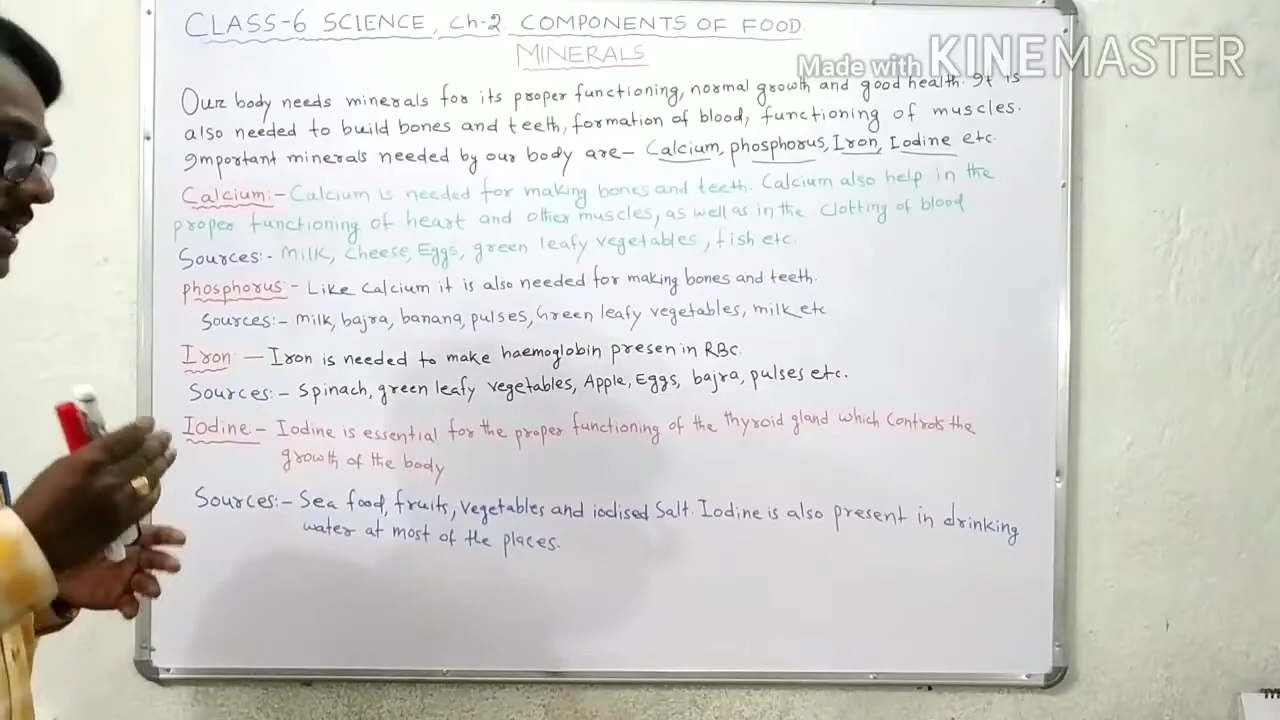 CLASS-6 SCIENCE, Ch-2 COMPONENTS OF FOOD.
MINERALS
Made with KINEMASTER
Our body needs minerals for its proper functioning, normal growth and good health. It is
also needed to build bones and teeth, formation of blood, functioning of muscles.
Important minerals needed by our body are- Calcium, phosphorus, Iron, Iodine etc.
Calcium:- Calcium is needed for making bones and teeth. Calcium also help in the
proper functioning of heart and other muscles, as well as in the clotting of blood
Sources:- Milk, Cheese, Eggs, green leafy vegetables, fish etc.
phosphorus:- Like calcium it is also needed for making bones and teeth.
Sources:- milk, bajra, banana, pulses, Green leafy vegetables, milk etc
Iron:- Iron is needed to make haemoglobin presen in RBC.
Sources:- Spinach, green leafy vegetables, Apple, Eggs, bajra, pulses etc.
Iodine:- Iodine is essential for the proper functioning of the thyroid gland which controls the
growth of the body
Sources:- Sea food, fruits, vegetables and iodised Salt. Iodine is also present in drinking
water at most of the places.